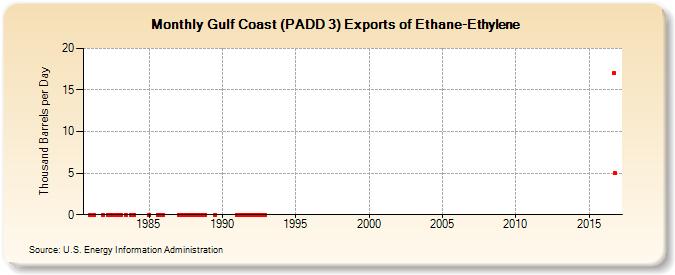 Monthly Gulf Coast (PADD 3) Exports of Ethane-Ethylene
Thousand Barrels per Day
20
15
10
5
0
1985 1990 1995 2000 2005 2010 2015
Source: U.S. Energy Information Administration